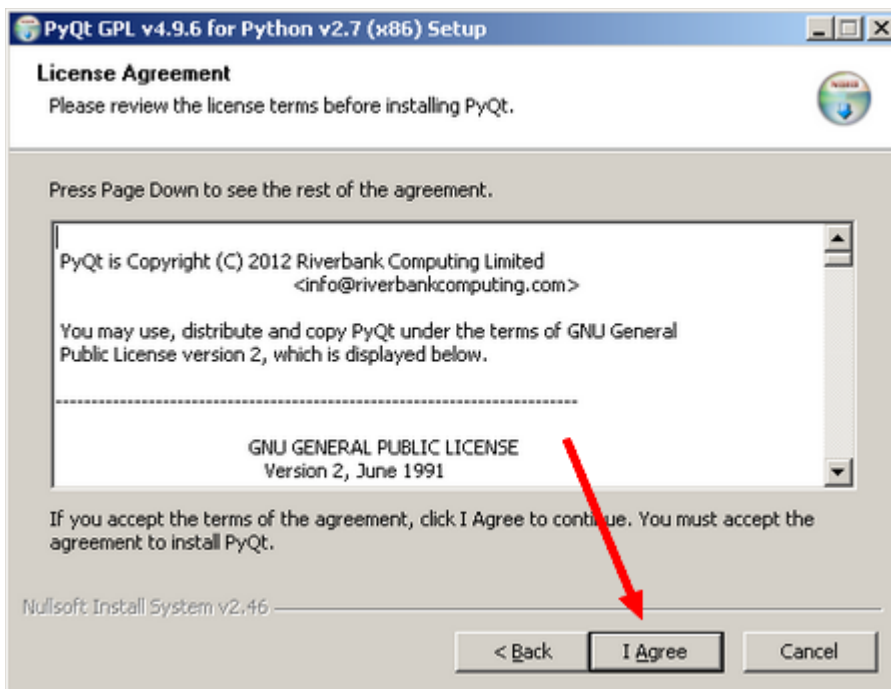 PyQt GPL v4.9.6 for Python v2.7 (x86) Setup
License Agreement
Please review the license terms before installing PyQt.
Press Page Down to see the rest of the agreement.
PyQt is Copyright (C) 2012 Riverbank Computing Limited
<info@riverbankcomputing.com>
You may use, distribute and copy PyQt under the terms of GNU General
Public License version 2, which is displayed below.
--------------------------------------------------------------------------
GNU GENERAL PUBLIC LICENSE
Version 2, June 1991
If you accept the terms of the agreement, click I Agree to continue. You must accept the
agreement to install PyQt.
Nullsoft Install System v2.46
< Back
I Agree
Cancel